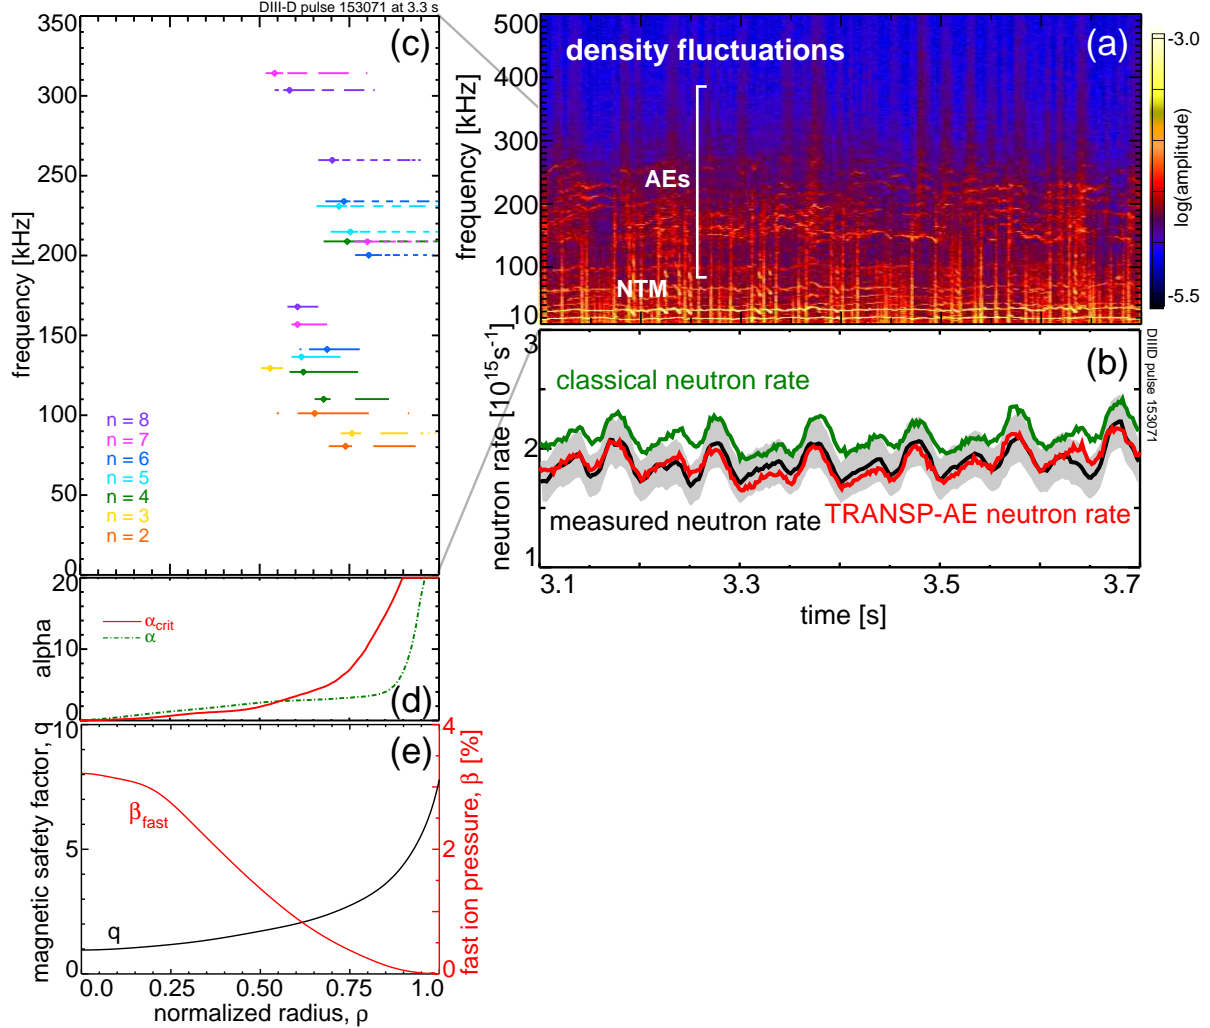 DIII-D pulse 153071 at 3.3 s
(c)
350
300
250
200
150
100
50
0
frequency [kHz]
n = 8
n = 7
n = 6
n = 5
n = 4
n = 3
n = 2
density fluctuations
(a)
AEs
NTM
500
400
300
200
100
10
frequency [kHz]
-3.0
-5.5
log(amplitude)
(b)
classical neutron rate
measured neutron rate
TRANSP-AE neutron rate
3
2
1
neutron rate [10¹⁵s⁻¹]
DIIID pulse 153071
3.1 3.3 3.5 3.7
time [s]
20
10
0
alpha
α_crit
α
(d)
10
5
0
magnetic safety factor, q
(e)
β_fast
q
4
2
0
fast ion pressure, β [%]
0.0 0.25 0.50 0.75 1.0
normalized radius, ρ